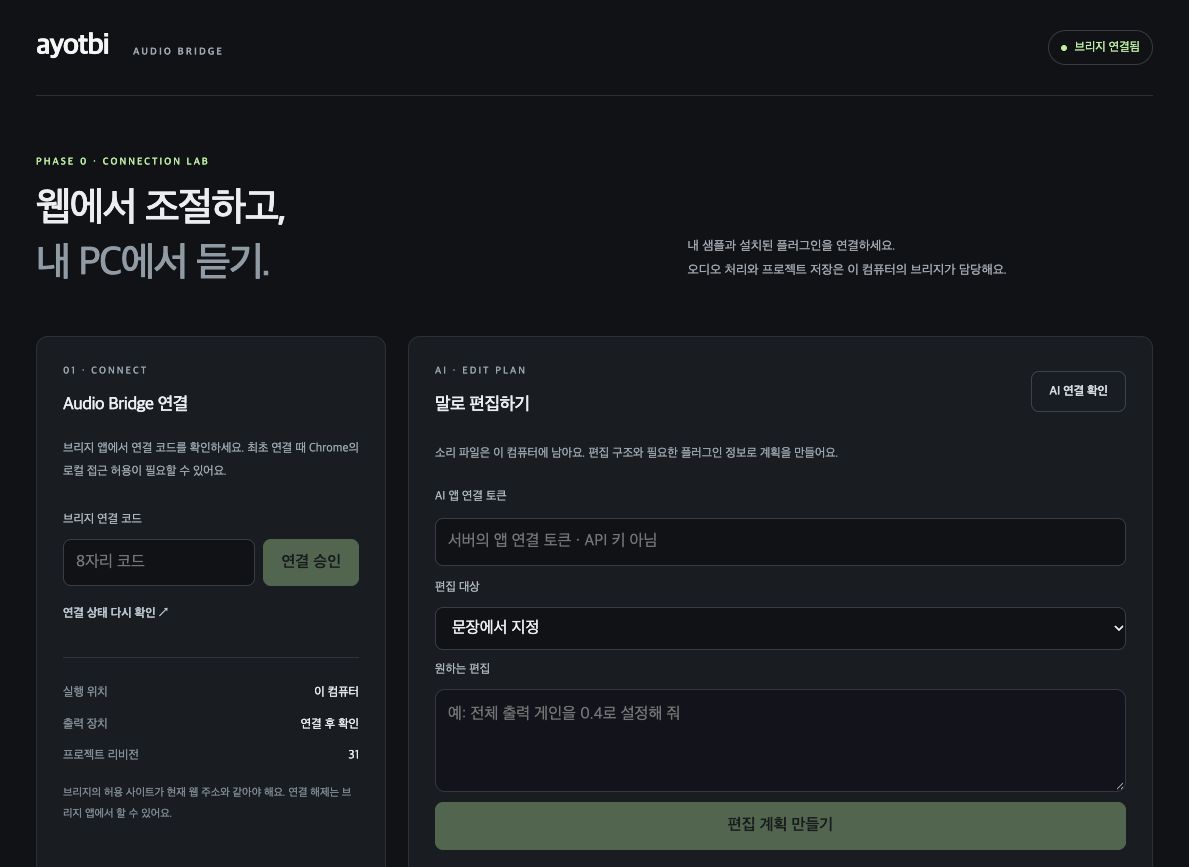 ayotbi
AUDIO BRIDGE
브리지 연결됨
PHASE 0 · CONNECTION LAB
웹에서 조절하고,
내 PC에서 듣기.
내 샘플과 설치된 플러그인을 연결하세요.
오디오 처리와 프로젝트 저장은 이 컴퓨터의 브리지가 담당해요.
01 · CONNECT
Audio Bridge 연결
브리지 앱에서 연결 코드를 확인하세요. 최초 연결 때 Chrome의
로컬 접근 허용이 필요할 수 있어요.
브리지 연결 코드
8자리 코드
연결 승인
연결 상태 다시 확인 ↗
실행 위치
이 컴퓨터
출력 장치
연결 후 확인
프로젝트 리비전
31
브리지의 허용 사이트가 현재 웹 주소와 같아야 해요. 연결 해제는 브
리지 앱에서 할 수 있어요.
AI · EDIT PLAN
말로 편집하기
AI 연결 확인
소리 파일은 이 컴퓨터에 남아요. 편집 구조와 필요한 플러그인 정보로 계획을 만들어요.
AI 앱 연결 토큰
서버의 앱 연결 토큰 · API 키 아님
편집 대상
문장에서 지정
원하는 편집
예: 전체 출력 게인을 0.4로 설정해 줘
편집 계획 만들기